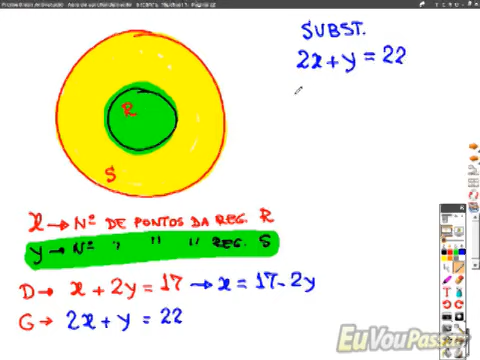 SUBST.
2x + y = 22
R
S
x → Nº DE PONTOS DA REG. R
y → Nº " " " REG. S
D → x + 2y = 17 → x = 17 - 2y
G → 2x + y = 22
EuVouPassar